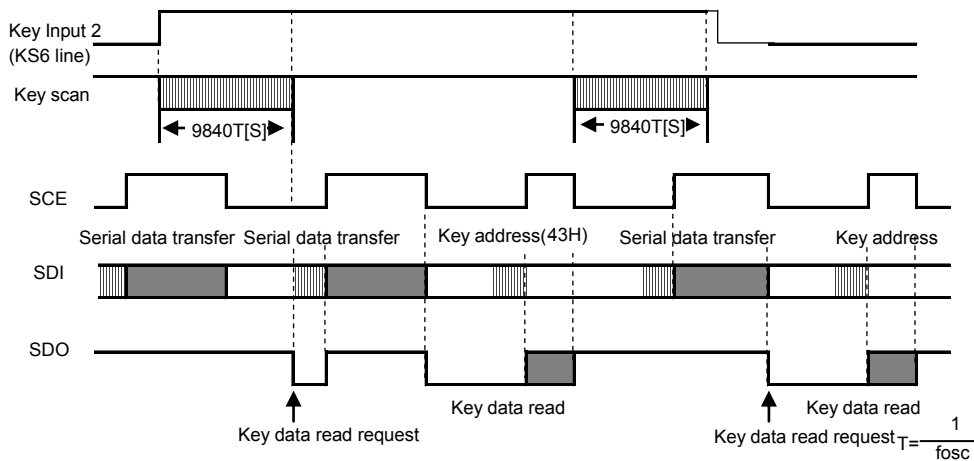 Key Input 2
(KS6 line)
Key scan
9840T[S]
9840T[S]
SCE
Serial data transfer
Serial data transfer
Key address(43H)
Serial data transfer
Key address
SDI
SDO
Key data read
Key data read
Key data read request
Key data read request
T=1
fosc